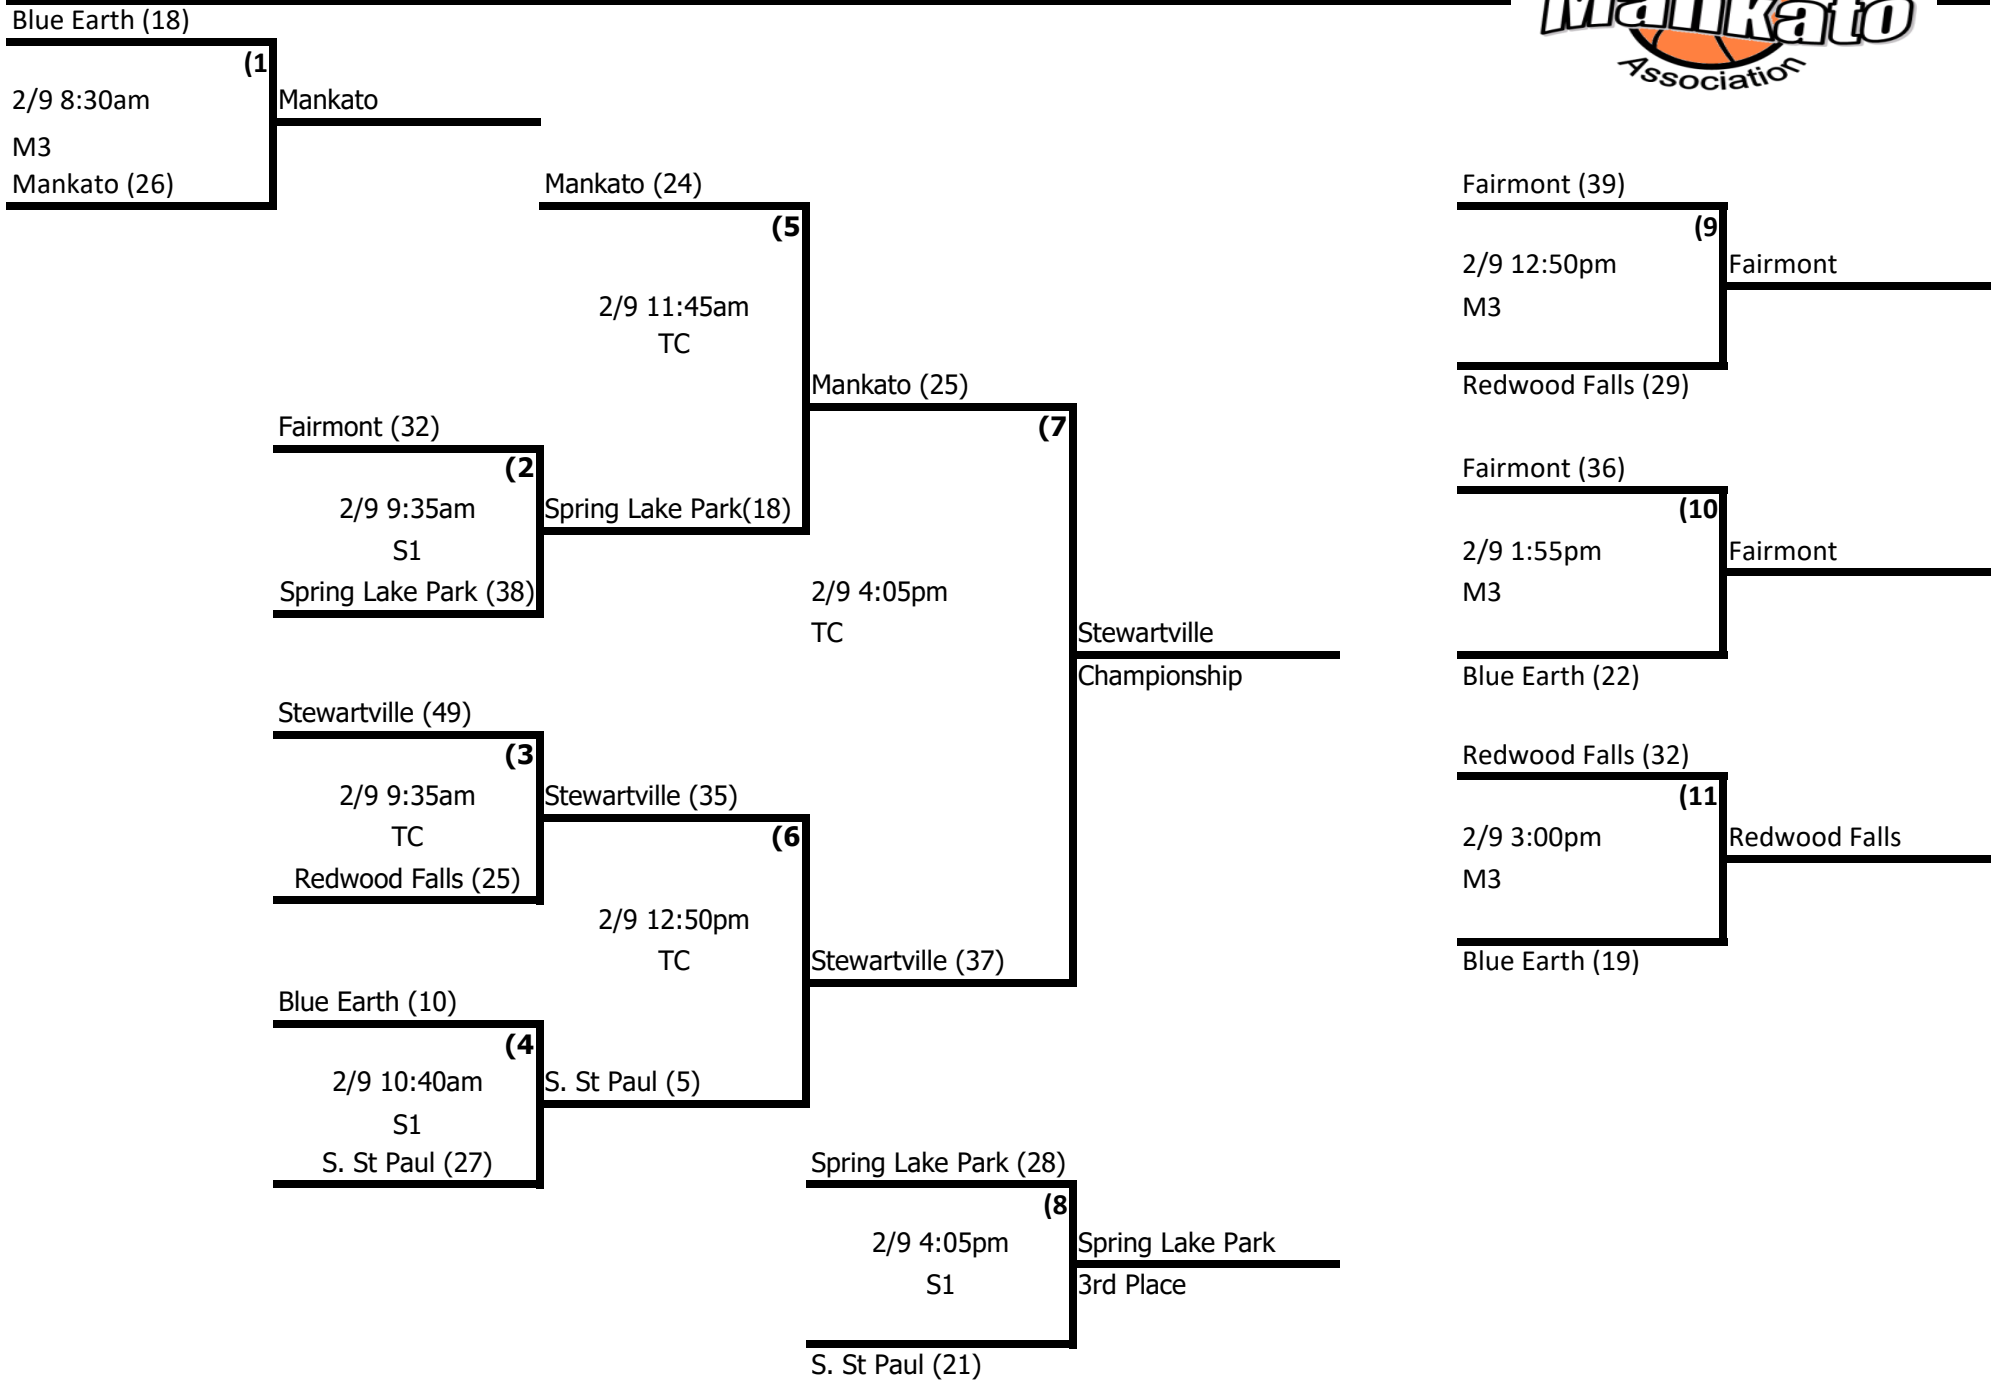 Blue Earth (18)
(1
2/9 8:30am
M3
Mankato (26)
Mankato
Mankato (24)
(5
2/9 11:45am
TC
Fairmont (32)
(2
2/9 9:35am
S1
Spring Lake Park (38)
Spring Lake Park(18)
Mankato (25)
(7
2/9 4:05pm
TC
Stewartville
Championship
Stewartville (49)
(3
2/9 9:35am
TC
Redwood Falls (25)
Stewartville (35)
(6
2/9 12:50pm
TC
Stewartville (37)
Blue Earth (10)
(4
2/9 10:40am
S1
S. St Paul (27)
S. St Paul (5)
Spring Lake Park (28)
(8
2/9 4:05pm
S1
S. St Paul (21)
Spring Lake Park
3rd Place
Mankato
Association
Fairmont (39)
(9
2/9 12:50pm
M3
Redwood Falls (29)
Fairmont
Fairmont (36)
(10
2/9 1:55pm
M3
Blue Earth (22)
Fairmont
Redwood Falls (32)
(11
2/9 3:00pm
M3
Blue Earth (19)
Redwood Falls